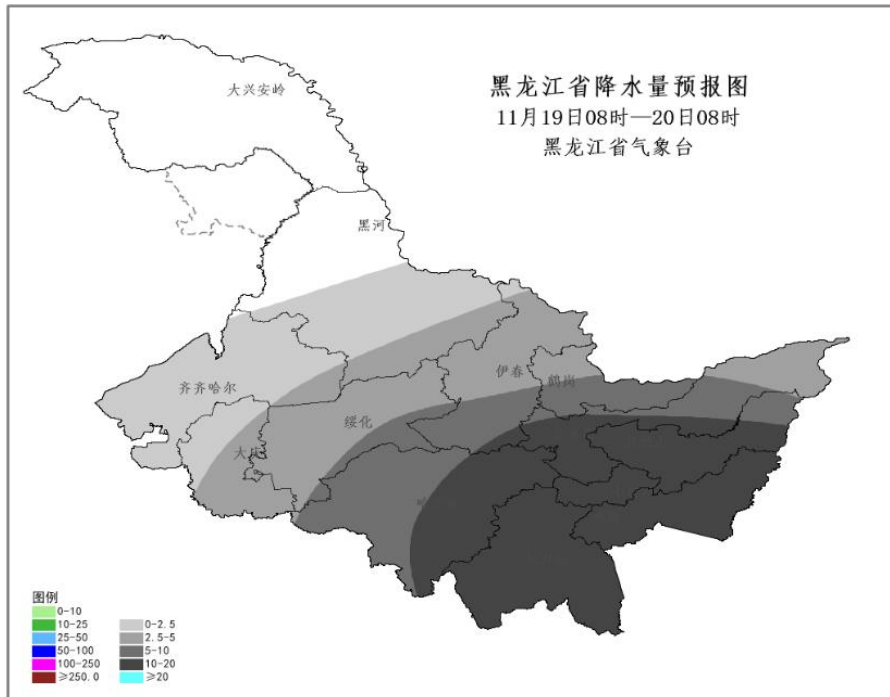 黑龙江省降水量预报图
11月19日08时—20日08时
黑龙江省气象台
大兴安岭
黑河
齐齐哈尔
伊春
鹤岗
绥化
大庆
图例
0-10
10-25
25-50
50-100
100-250
≥250.0
0-2.5
2.5-5
5-10
10-20
≥20